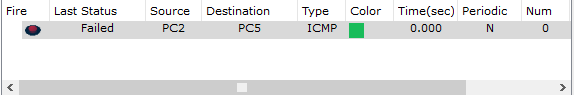 Fire Last Status Source Destination Type Color Time(sec) Periodic Num
Failed PC2 PC5 ICMP 0.000 N 0